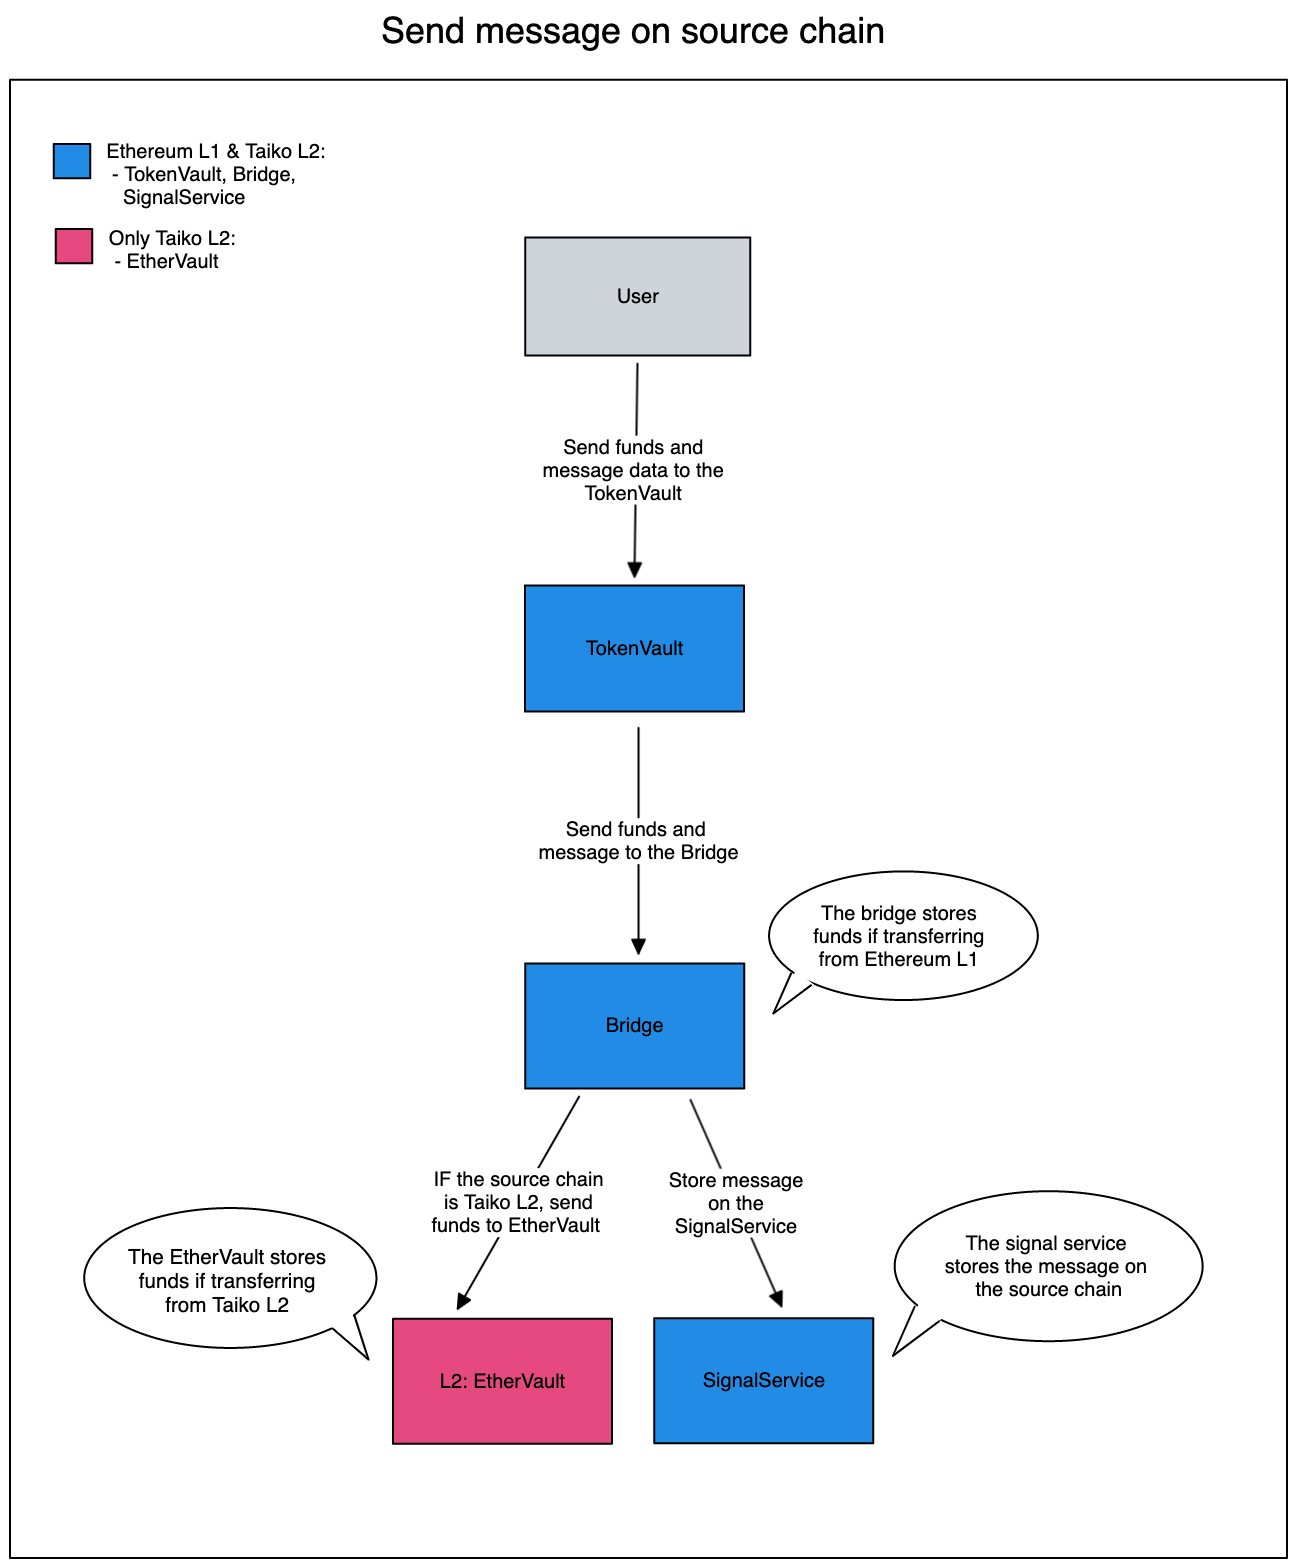 Send message on source chain
Ethereum L1 & Taiko L2:
- TokenVault, Bridge,
SignalService
Only Taiko L2:
- EtherVault
User
Send funds and
message data to the
TokenVault
TokenVault
Send funds and
message to the Bridge
The bridge stores
funds if transferring
from Ethereum L1
Bridge
IF the source chain
is Taiko L2, send
funds to EtherVault
Store message
on the
SignalService
The EtherVault stores
funds if transferring
from Taiko L2
The signal service
stores the message on
the source chain
L2: EtherVault
SignalService